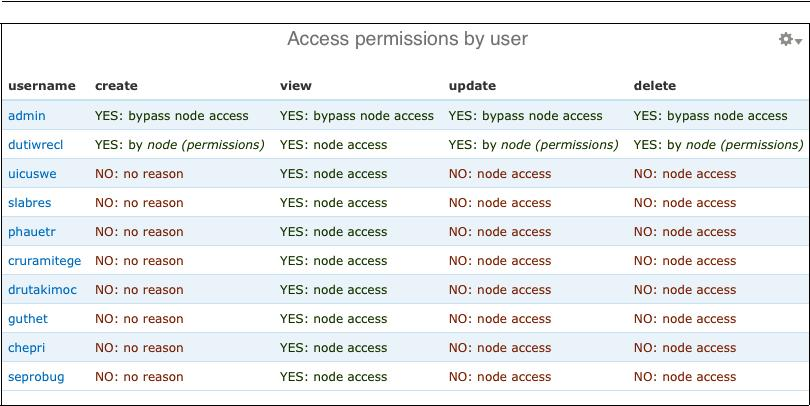 Access permissions by user
username create view update delete
admin YES: bypass node access YES: bypass node access YES: bypass node access YES: bypass node access
dutiwrecl YES: by node (permissions) YES: node access YES: by node (permissions) YES: by node (permissions)
uicuswe NO: no reason YES: node access NO: node access NO: node access
slabres NO: no reason YES: node access NO: node access NO: node access
phauetr NO: no reason YES: node access NO: node access NO: node access
cruramitege NO: no reason YES: node access NO: node access NO: node access
drutakimoc NO: no reason YES: node access NO: node access NO: node access
guthet NO: no reason YES: node access NO: node access NO: node access
chepri NO: no reason YES: node access NO: node access NO: node access
seprobug NO: no reason YES: node access NO: node access NO: node access